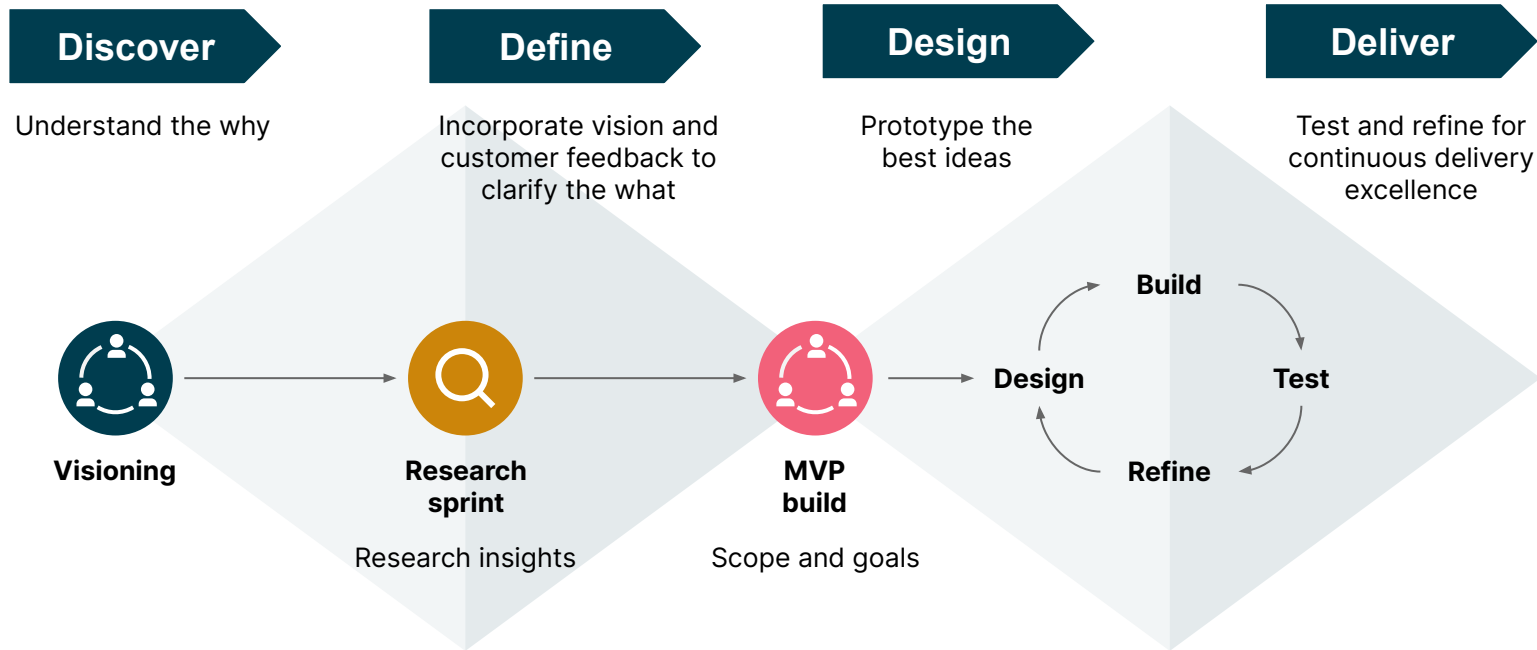 Discover
Understand the why
Define
Incorporate vision and
customer feedback to
clarify the what
Design
Prototype the
best ideas
Deliver
Test and refine for
continuous delivery
excellence
Visioning
Research
sprint
Research insights
MVP
build
Scope and goals
Design
Build
Test
Refine